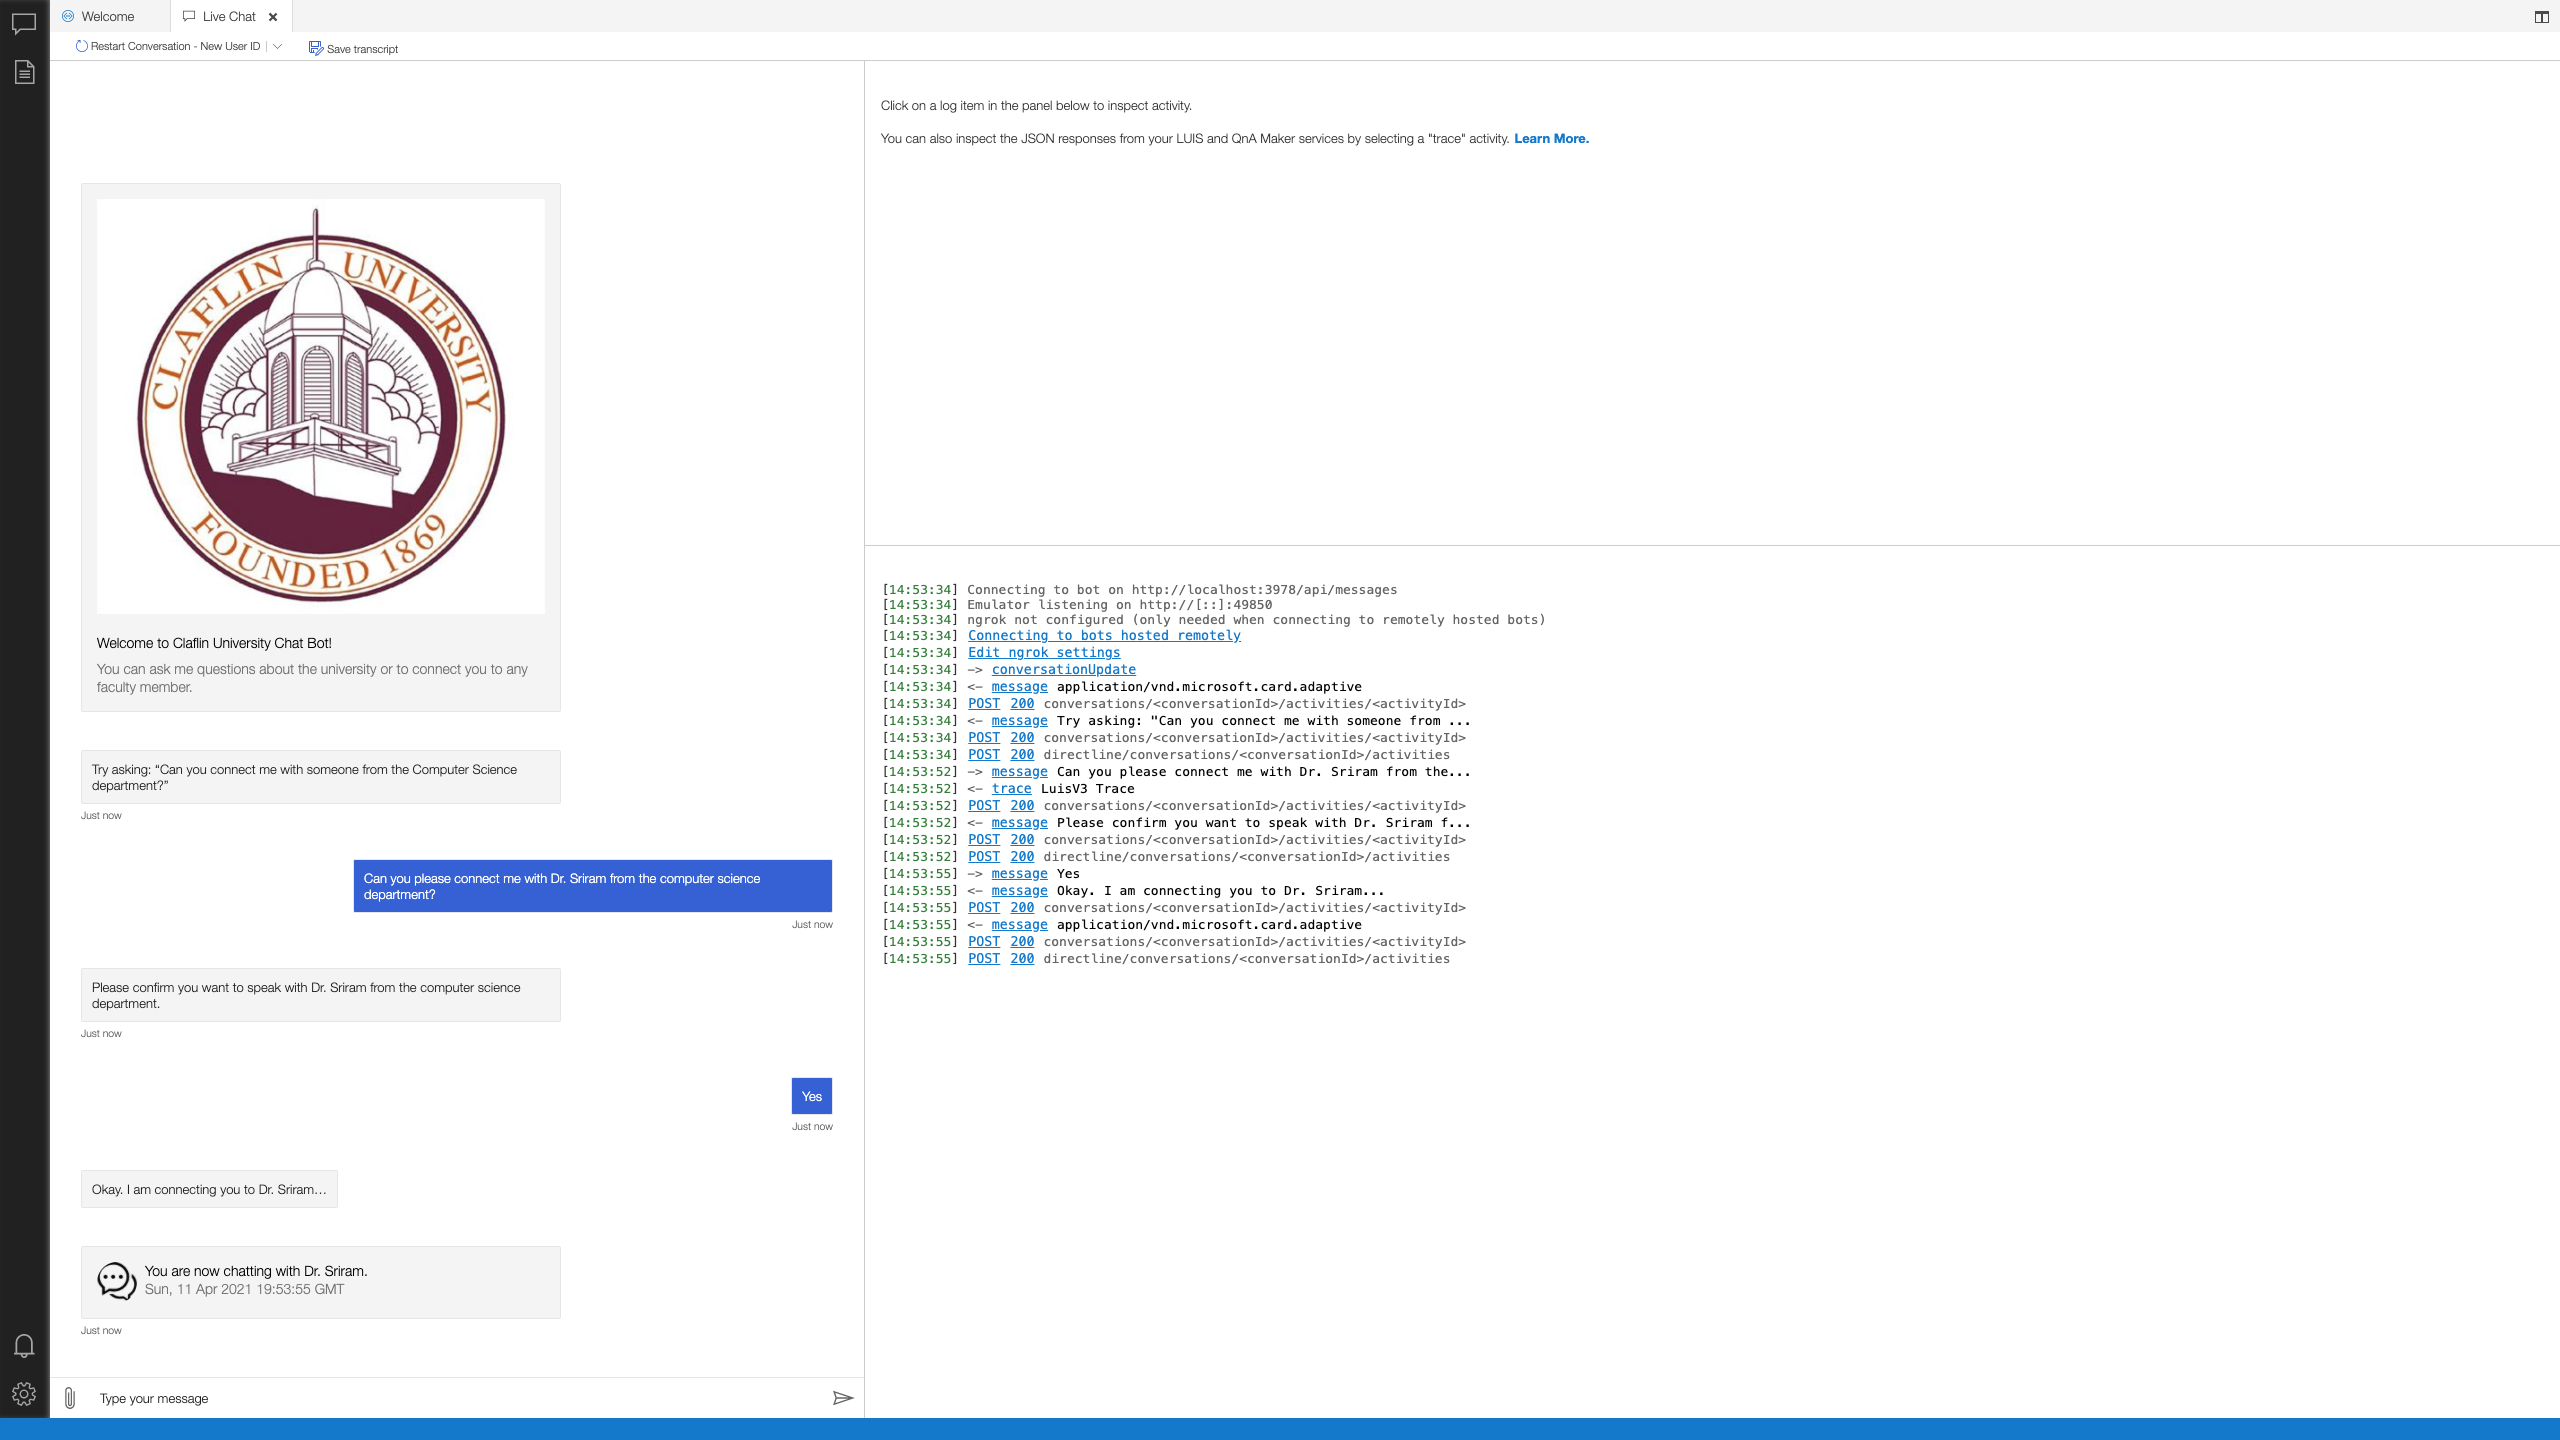 Welcome
Live Chat
Restart Conversation - New User ID
Save transcript
CLAFLIN UNIVERSITY
FOUNDED 1869
Welcome to Claflin University Chat Bot!
You can ask me questions about the university or to connect you to any
faculty member.
Try asking: “Can you connect me with someone from the Computer Science
department?”
Just now
Can you please connect me with Dr. Sriram from the computer science
department?
Just now
Please confirm you want to speak with Dr. Sriram from the computer science
department.
Just now
Yes
Just now
Okay. I am connecting you to Dr. Sriram...
You are now chatting with Dr. Sriram.
Sun, 11 Apr 2021 19:53:55 GMT
Just now
Type your message
Click on a log item in the panel below to inspect activity.
You can also inspect the JSON responses from your LUIS and QnA Maker services by selecting a "trace" activity. Learn More.
[14:53:34] Connecting to bot on http://localhost:3978/api/messages
[14:53:34] Emulator listening on http://[::]:49850
[14:53:34] ngrok not configured (only needed when connecting to remotely hosted bots)
[14:53:34] Connecting to bots hosted remotely
[14:53:34] Edit ngrok settings
[14:53:34] -> conversationUpdate
[14:53:34] <- message application/vnd.microsoft.card.adaptive
[14:53:34] POST 200 conversations/<conversationId>/activities/<activityId>
[14:53:34] <- message Try asking: "Can you connect me with someone from ...
[14:53:34] POST 200 conversations/<conversationId>/activities/<activityId>
[14:53:34] POST 200 directline/conversations/<conversationId>/activities
[14:53:52] -> message Can you please connect me with Dr. Sriram from the...
[14:53:52] <- trace LuisV3 Trace
[14:53:52] POST 200 conversations/<conversationId>/activities/<activityId>
[14:53:52] <- message Please confirm you want to speak with Dr. Sriram f...
[14:53:52] POST 200 conversations/<conversationId>/activities/<activityId>
[14:53:52] POST 200 directline/conversations/<conversationId>/activities
[14:53:55] -> message Yes
[14:53:55] <- message Okay. I am connecting you to Dr. Sriram...
[14:53:55] POST 200 conversations/<conversationId>/activities/<activityId>
[14:53:55] <- message application/vnd.microsoft.card.adaptive
[14:53:55] POST 200 conversations/<conversationId>/activities/<activityId>
[14:53:55] POST 200 directline/conversations/<conversationId>/activities